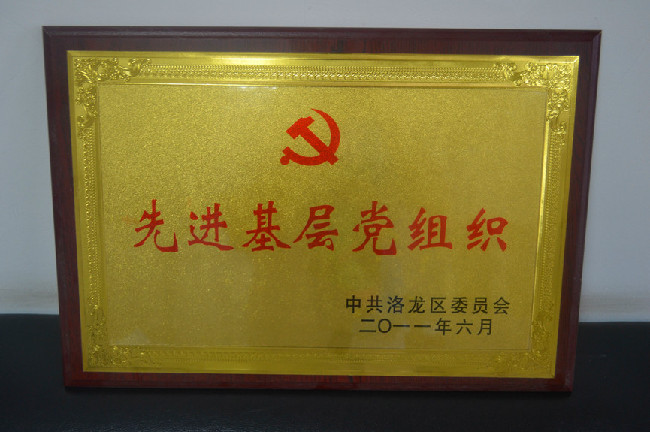 先进基层党组织
中共洛龙区委员会
二〇一一年六月